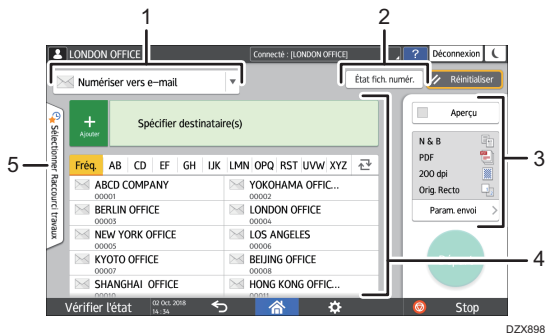 1
2
LONDON OFFICE
Connecté : [LONDON OFFICE]
?
Déconnexion
Numériser vers e-mail
État fich. numér.
Réinitialiser
5
Sélectionner Raccourci travaux
+
Ajouter
Spécifier destinataire(s)
Aperçu
3
Fréq. AB CD EF GH IJK LMN OPQ RST UVW XYZ
N & B
PDF
200 dpi
Orig. Recto
Param. envoi
ABCD COMPANY
00001
YOKOHAMA OFFIC...
00002
BERLIN OFFICE
00003
LONDON OFFICE
00004
NEW YORK OFFICE
00005
LOS ANGELES
00006
KYOTO OFFICE
00007
BEIJING OFFICE
00008
4
SHANGHAI OFFICE
HONG KONG OFFIC...
Vérifier l'état
02 Oct. 2018
14 : 34
Stop
DZX898